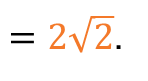 = 2√2.